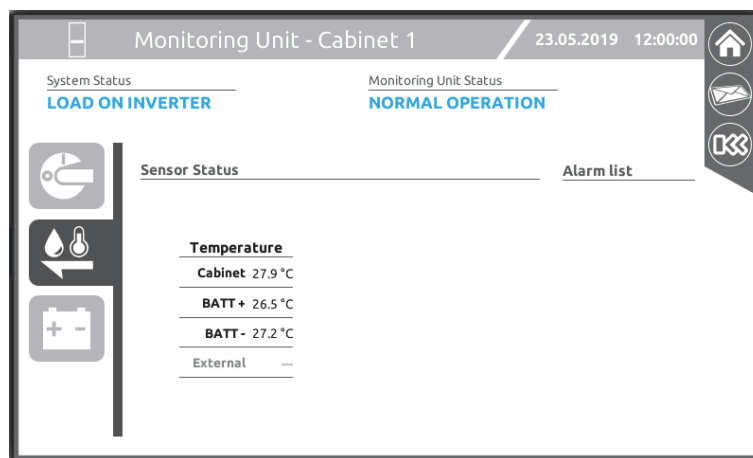 Monitoring Unit - Cabinet 1
23.05.2019 12:00:00
System Status
LOAD ON INVERTER
Monitoring Unit Status
NORMAL OPERATION
Sensor Status
Alarm list
Temperature
Cabinet 27.9 °C
BATT + 26.5 °C
BATT - 27.2 °C
External ---